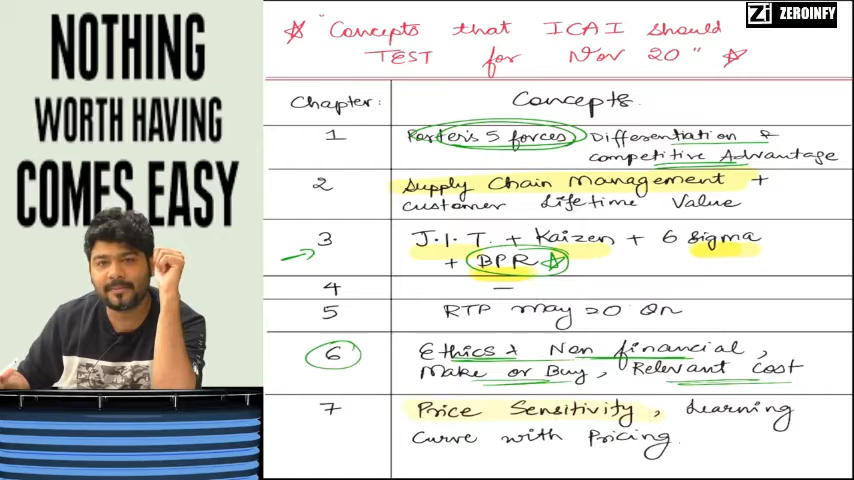 NOTHING
WORTH HAVING
COMES EASY
Zi ZEROINFY
"Concepts that ICAI should
TEST for Nov 20"
Chapter: Concepts.
1 Porter's 5 forces Differentiation &
competitive Advantage
2 Supply Chain Management +
customer Lifetime Value
3 J.I.T. + Kaizen + 6 sigma
+ BPR
4 —
5 RTP May 20 Qn
6 Ethics & Non financial,
Make or Buy, Relevant Cost
7 Price Sensitivity, Learning
curve with Pricing.